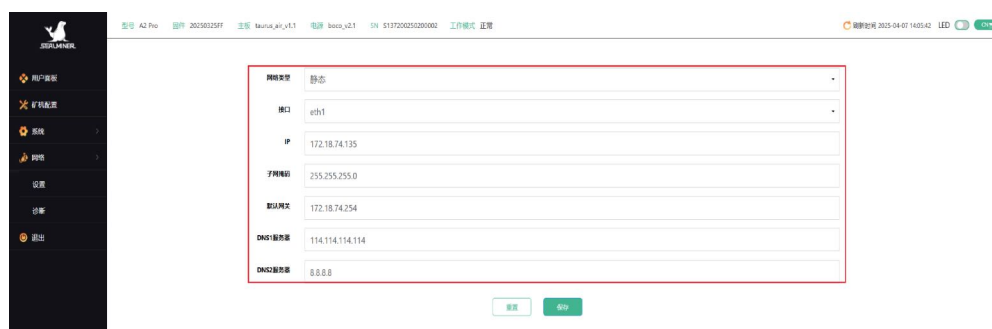 型号 A2 Pro 固件 20250325FF 主板 taurus_air_v1.1 电源 boco_v2.1 SN S137200250200002 工作模式 正常
刷新时间 2025-04-07 14:05:42 LED CN
SEALMINER.
用户面板
矿机配置
系统
网络
设置
诊断
退出
网络类型 静态
接口 eth1
IP 172.18.74.135
子网掩码 255.255.255.0
默认网关 172.18.74.254
DNS1服务器 114.114.114.114
DNS2服务器 8.8.8.8
重置 保存